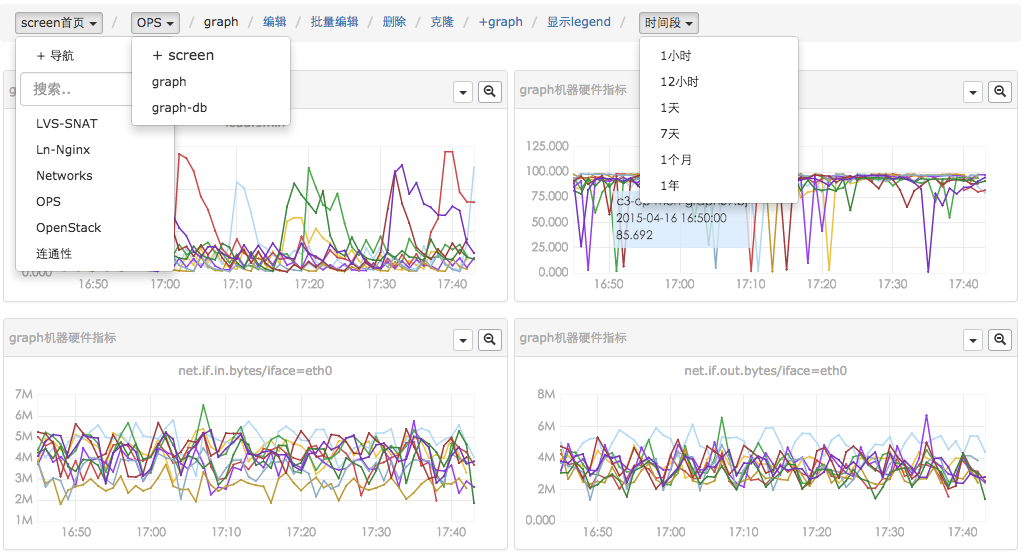 screen首页 OPS / graph / 编辑 / 批量编辑 / 删除 / 克隆 / +graph / 显示legend / 时间段
+ 导航
搜索..
LVS-SNAT
Ln-Nginx
Networks
OPS
OpenStack
连通性
+ screen
graph
graph-db
1小时
12小时
1天
7天
1个月
1年
0.000
16:50 17:00 17:10 17:20 17:30 17:40
graph机器硬件指标
125.000
100.000
75.000
50.000
25.000
0.000
2015-04-16 16:50:00
85.692
16:50 17:00 17:10 17:20 17:30 17:40
graph机器硬件指标
net.if.in.bytes/iface=eth0
7M
6M
5M
4M
3M
2M
1M
16:50 17:00 17:10 17:20 17:30 17:40
graph机器硬件指标
net.if.out.bytes/iface=eth0
8M
6M
4M
2M
0.000
16:50 17:00 17:10 17:20 17:30 17:40